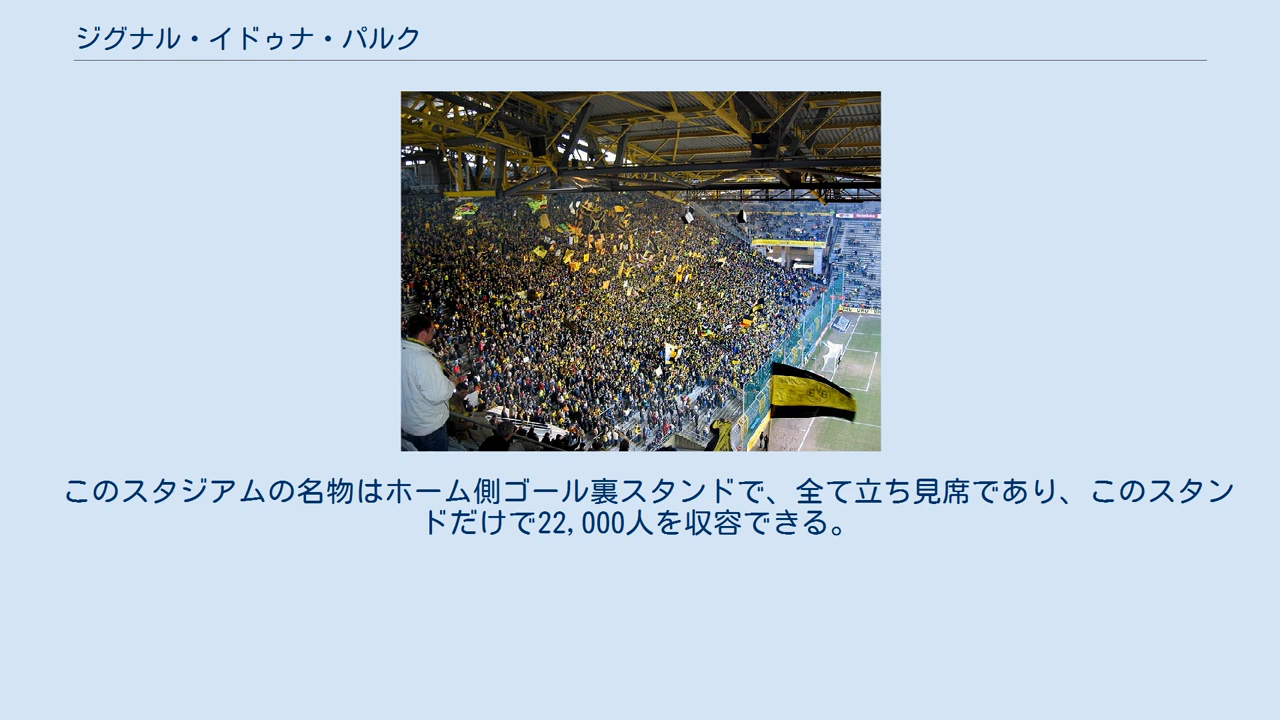 ジグナル・イドゥナ・パルク
このスタジアムの名物はホーム側ゴール裏スタンドで、全て立ち見席であり、このスタン
ドだけで22,000人を収容できる。